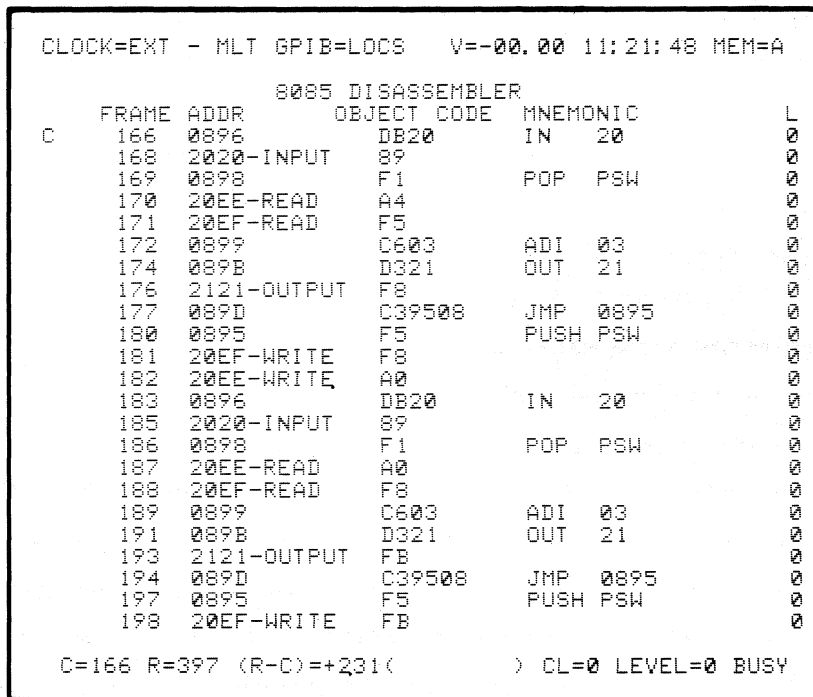 CLOCK=EXT - MLT GPIB=LOCS V=-00.00 11:21:48 MEM=A
8085 DISASSEMBLER
FRAME ADDR OBJECT CODE MNEMONIC L
C 166 0896 DB20 IN 20 0
168 2020-INPUT 89 0
169 0898 F1 POP PSW 0
170 20EE-READ A4 0
171 20EF-READ F5 0
172 0899 C603 ADI 03 0
174 089B D321 OUT 21 0
176 2121-OUTPUT F8 0
177 089D C39508 JMP 0895 0
180 0895 F5 PUSH PSW 0
181 20EF-WRITE F8 0
182 20EE-WRITE A0 0
183 0896 DB20 IN 20 0
185 2020-INPUT 89 0
186 0898 F1 POP PSW 0
187 20EE-READ A0 0
188 20EF-READ F8 0
189 0899 C603 ADI 03 0
191 089B D321 OUT 21 0
193 2121-OUTPUT FB 0
194 089D C39508 JMP 0895 0
197 0895 F5 PUSH PSW 0
198 20EF-WRITE FB 0
C=166 R=397 (R-C)=+231( ) CL=0 LEVEL=0 BUSY